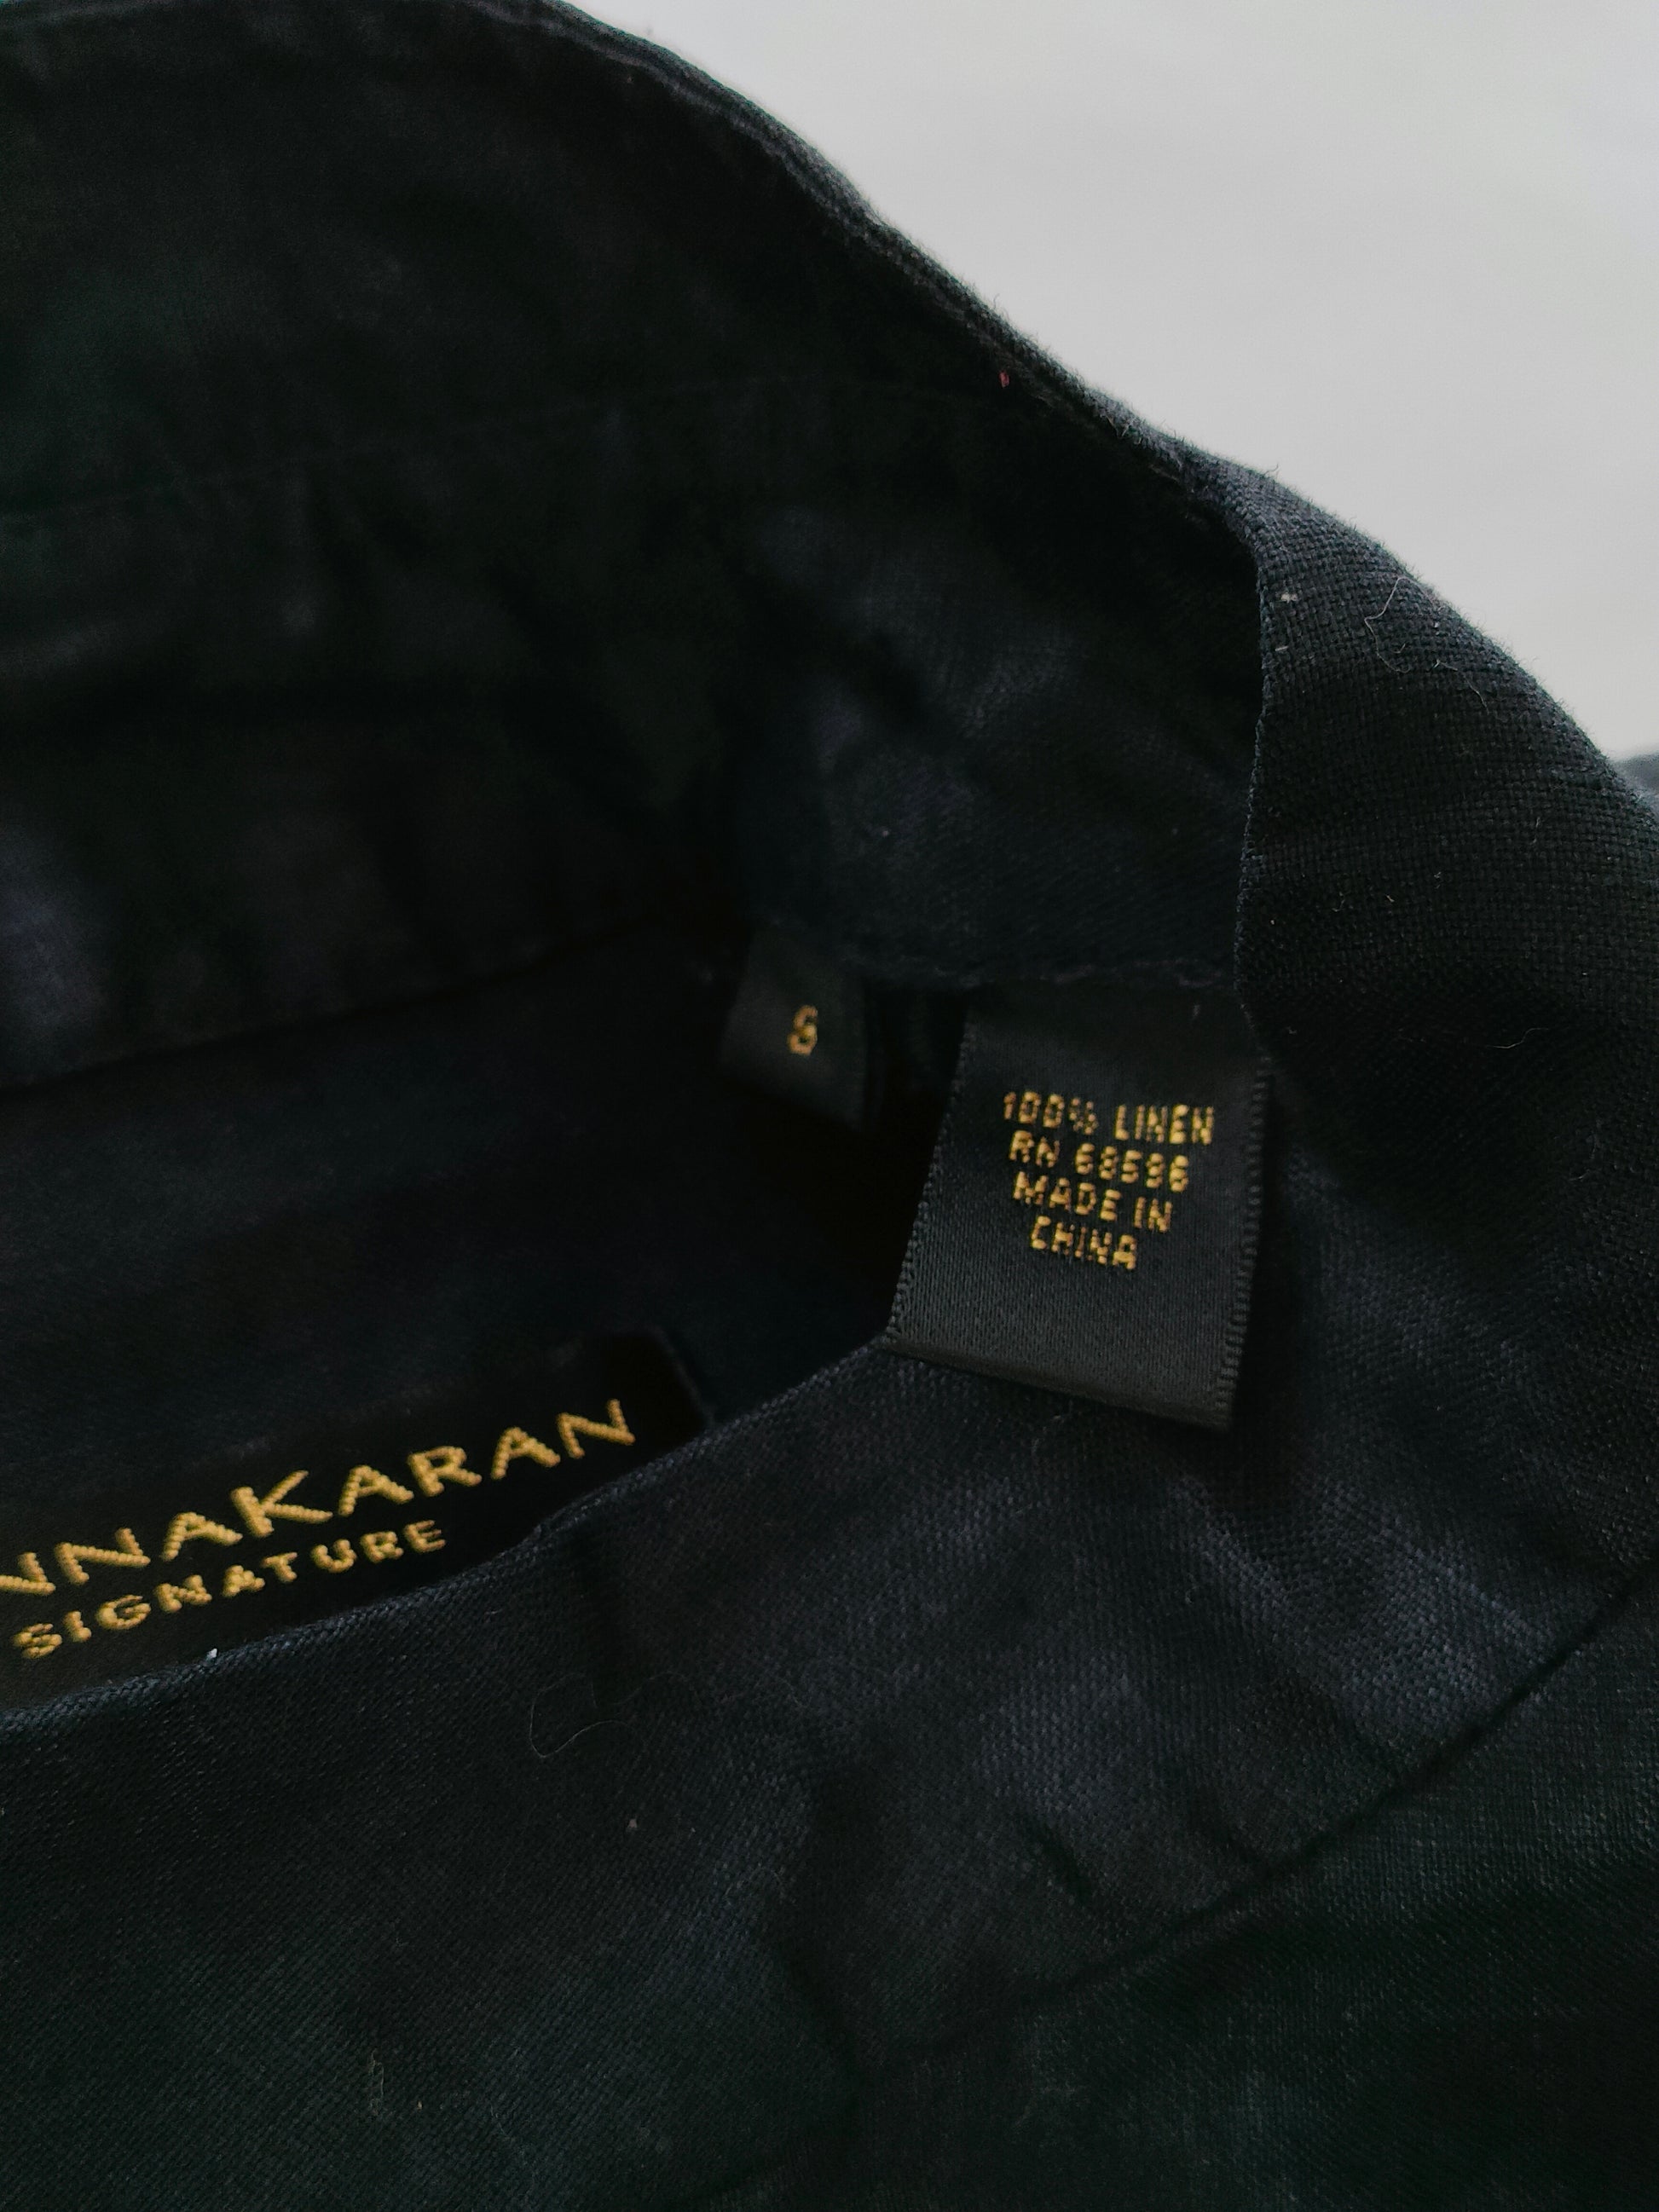 S
100% LINEN
RN 68596
MADE IN
CHINA
NNAKARAN
SIGNATURE